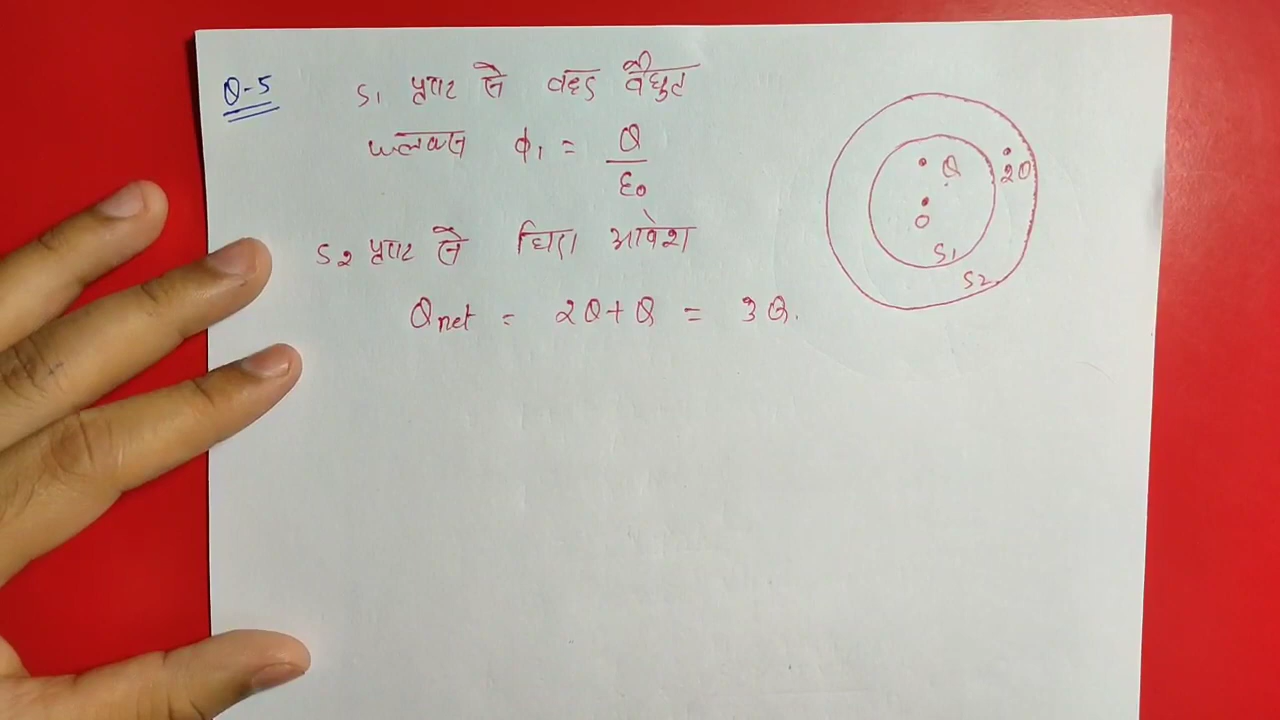 Q-5
S₁ पृष्ठ से बद्ध वैद्युत
फ्लक्स ϕ₁ = Q
ε₀
S₂ पृष्ठ से घिरा आवेश
Qnet = 2Q+Q = 3Q.
Q
2Q
O
S₁
S₂